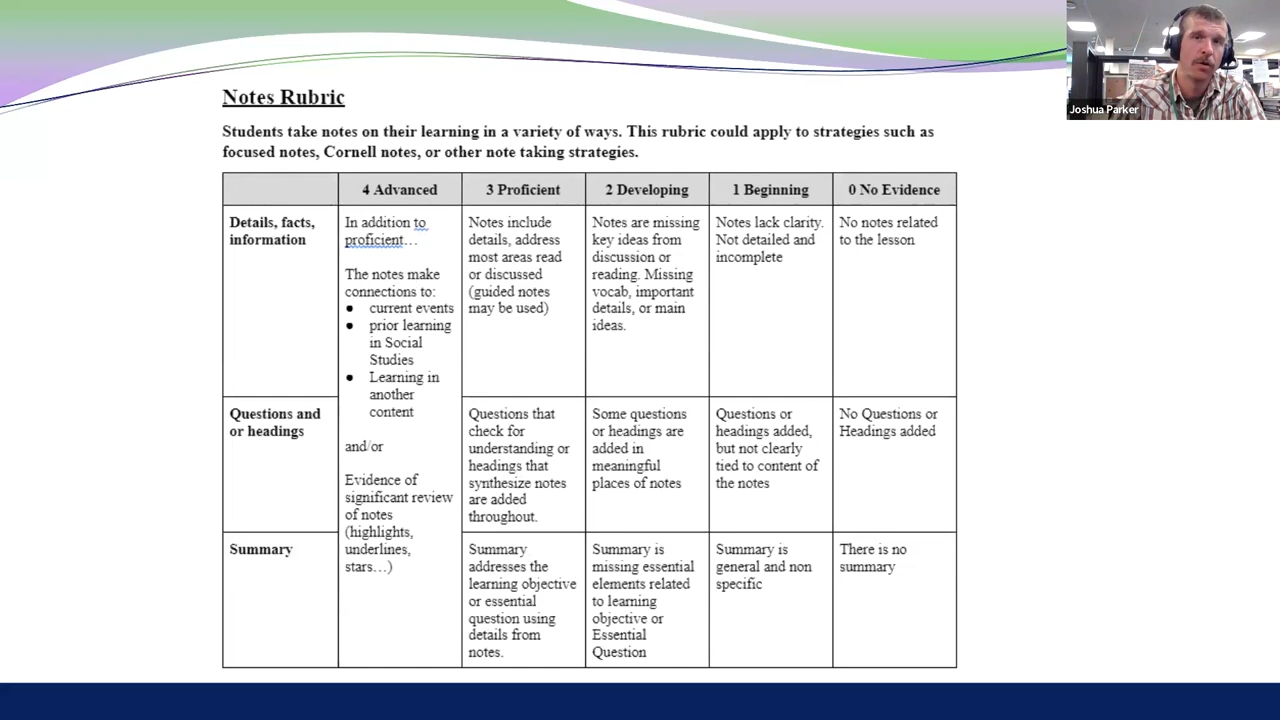 Joshua Parker
Notes Rubric
Students take notes on their learning in a variety of ways. This rubric could apply to strategies such as
focused notes, Cornell notes, or other note taking strategies.
4 Advanced
3 Proficient
2 Developing
1 Beginning
0 No Evidence
Details, facts,
information
In addition to
proficient…
The notes make
connections to:
● current events
● prior learning
in Social
Studies
● Learning in
another
content
and/or
Evidence of
significant review
of notes
(highlights,
underlines,
stars…)
Notes include
details, address
most areas read
or discussed
(guided notes
may be used)
Notes are missing
key ideas from
discussion or
reading. Missing
vocab, important
details, or main
ideas.
Notes lack clarity.
Not detailed and
incomplete
No notes related
to the lesson
Questions and
or headings
Questions that
check for
understanding or
headings that
synthesize notes
are added
throughout.
Some questions
or headings are
added in
meaningful
places of notes
Questions or
headings added,
but not clearly
tied to content of
the notes
No Questions or
Headings added
Summary
Summary
addresses the
learning objective
or essential
question using
details from
notes.
Summary is
missing essential
elements related
to learning
objective or
Essential
Question
Summary is
general and non
specific
There is no
summary